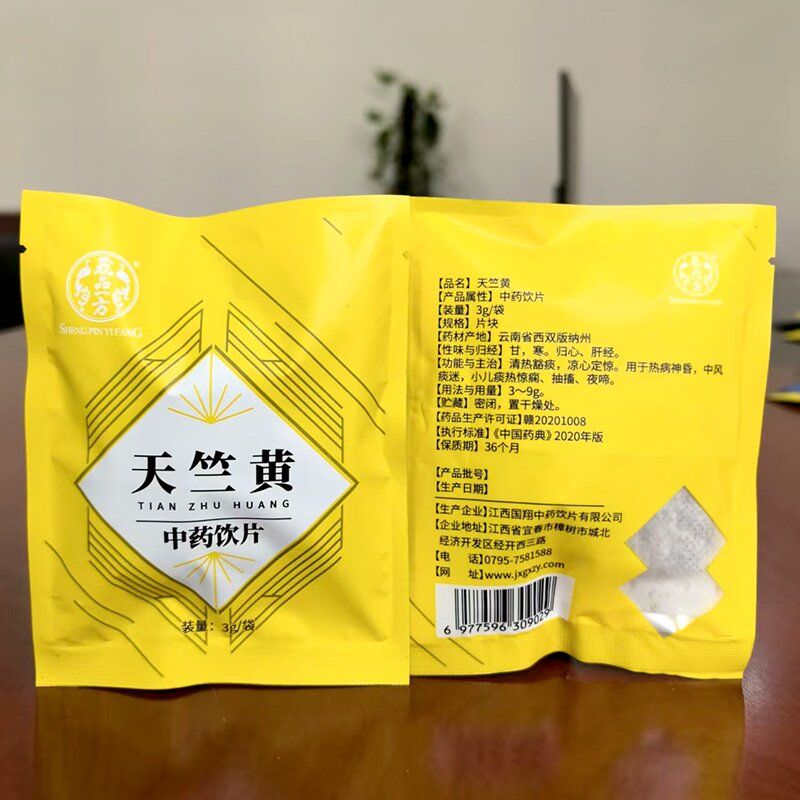 晟品一方
®
SHENG PIN YI FANG
天竺黄
TIAN ZHU HUANG
中药饮片
装量：3g/袋
【品名】天竺黄
【产品属性】中药饮片
【装量】3g/袋
【规格】片块
【药材产地】云南省西双版纳州
【性味与归经】甘，寒。归心、肝经。
【功能与主治】清热豁痰，凉心定惊。用于热病神昏，中风
痰迷，小儿痰热惊痫、抽搐、夜啼。
【用法与用量】3～9g。
【贮藏】密闭，置干燥处。
【药品生产许可证】赣20201008
【执行标准】《中国药典》2020年版
【保质期】36个月
【产品批号】
【生产日期】
【生产企业】江西国翔中药饮片有限公司
【企业地址】江西省宜春市樟树市城北
经济开发区经开西三路
【电 话】0795-7581588
【网 址】www.jxgxzy.com
6 977596 309029